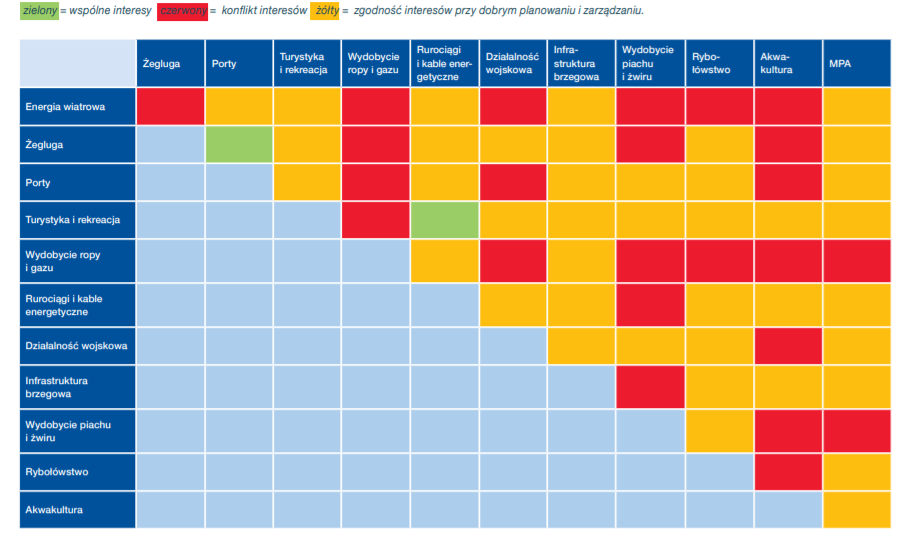 zielony = wspólne interesy czerwony = konflikt interesów żółty = zgodność interesów przy dobrym planowaniu i zarządzaniu.
Żegluga
Porty
Turystyka
i rekreacja
Wydobycie
ropy i gazu
Rurociągi
i kable ener-
getyczne
Działalność
wojskowa
Infra-
struktura
brzegowa
Wydobycie
piachu
i żwiru
Rybo-
łówstwo
Akwa-
kultura
MPA
Energia wiatrowa
Żegluga
Porty
Turystyka i rekreacja
Wydobycie ropy
i gazu
Rurociągi i kable
energetyczne
Działalność wojskowa
Infrastruktura
brzegowa
Wydobycie piachu
i żwiru
Rybołówstwo
Akwakultura